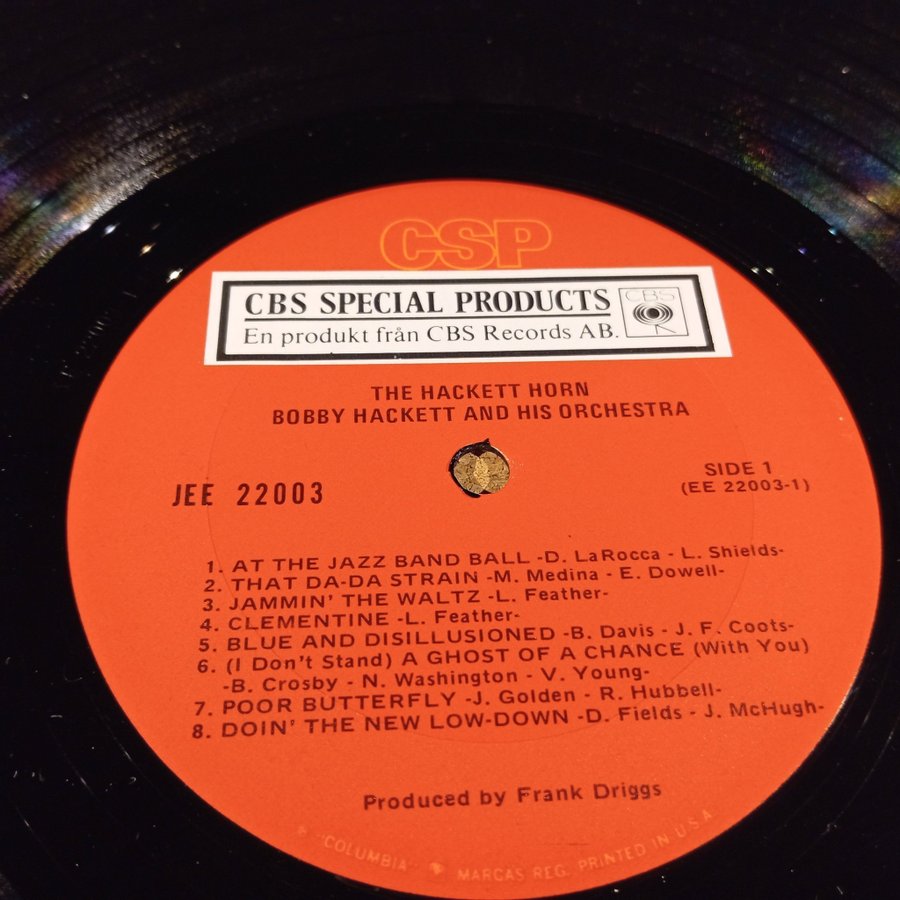 CSP
CBS SPECIAL PRODUCTS
En produkt från CBS Records AB.
CBS
THE HACKETT HORN
BOBBY HACKETT AND HIS ORCHESTRA
JEE 22003
SIDE 1
(EE 22003-1)
1. AT THE JAZZ BAND BALL -D. LaRocca - L. Shields-
2. THAT DA-DA STRAIN -M. Medina - E. Dowell-
3. JAMMIN' THE WALTZ -L. Feather-
4. CLEMENTINE -L. Feather-
5. BLUE AND DISILLUSIONED -B. Davis - J. F. Coots-
6. (I Don't Stand) A GHOST OF A CHANCE (With You)
-B. Crosby - N. Washington - V. Young-
7. POOR BUTTERFLY -J. Golden - R. Hubbell-
8. DOIN' THE NEW LOW-DOWN -D. Fields - J. McHugh-
Produced by Frank Driggs
"COLUMBIA" MARCAS REG. PRINTED IN U.S.A.